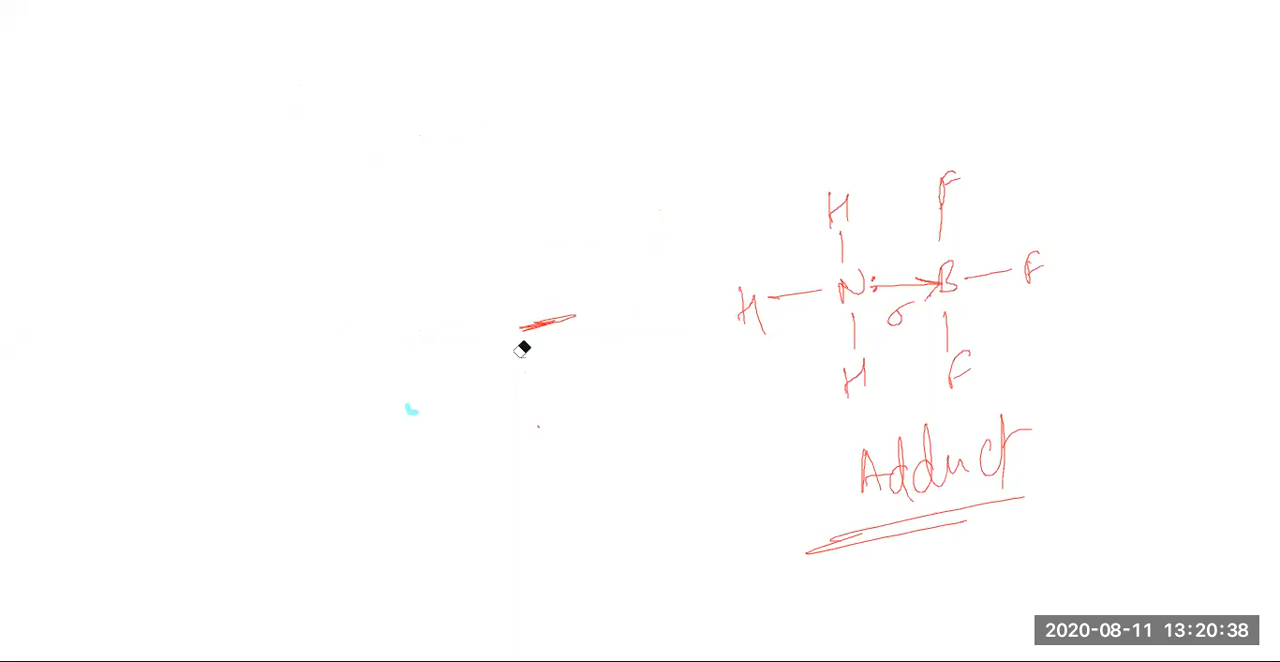 H F
H — N : → B — F
σ
H F
Adduct
2020-08-11 13:20:38